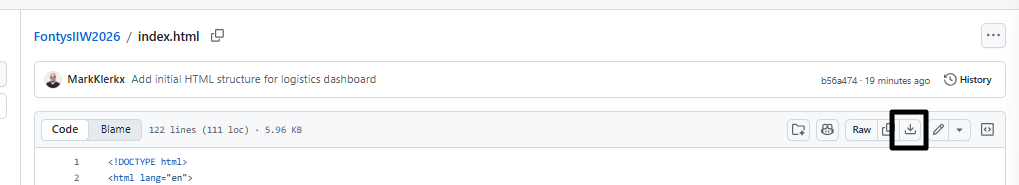 FontysIIW2026 / index.html
MarkKlerkx Add initial HTML structure for logistics dashboard b56a474 · 19 minutes ago History
Code Blame 122 lines (111 loc) · 5.96 KB Raw
1 <!DOCTYPE html>
2 <html lang="en">